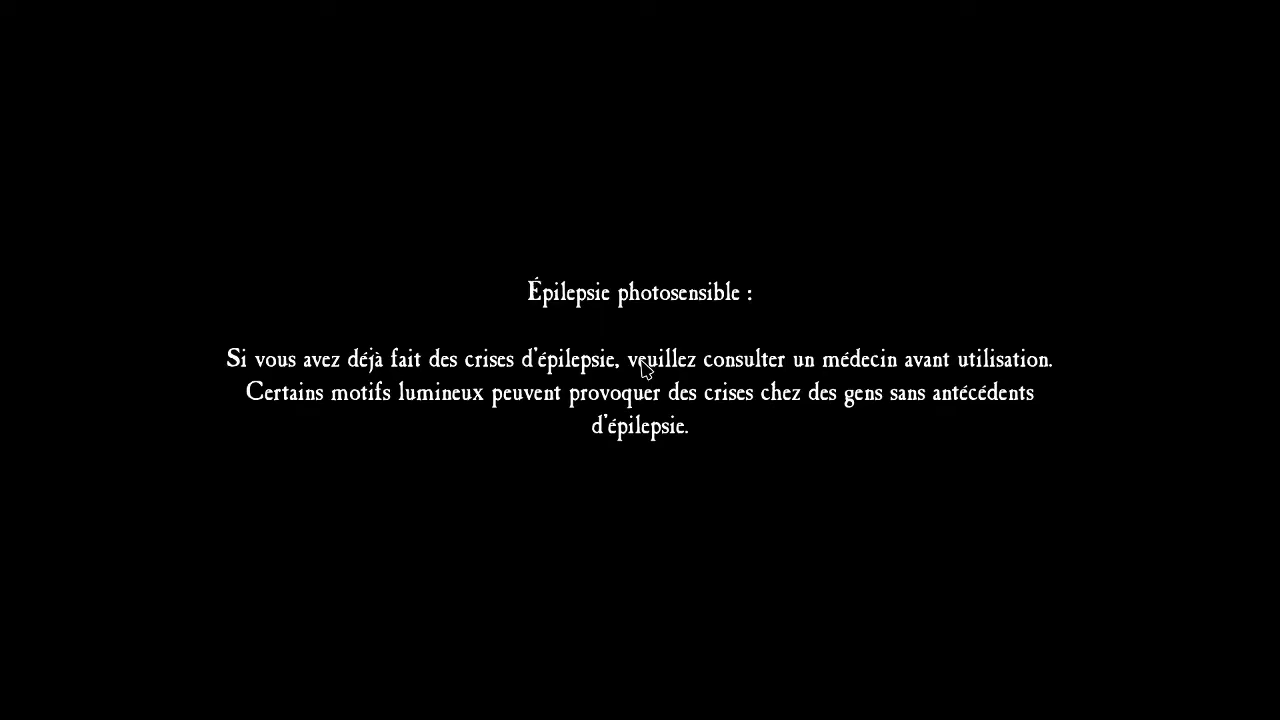 Épilepsie photosensible :
Si vous avez déjà fait des crises d'épilepsie, veuillez consulter un médecin avant utilisation.
Certains motifs lumineux peuvent provoquer des crises chez des gens sans antécédents
d'épilepsie.